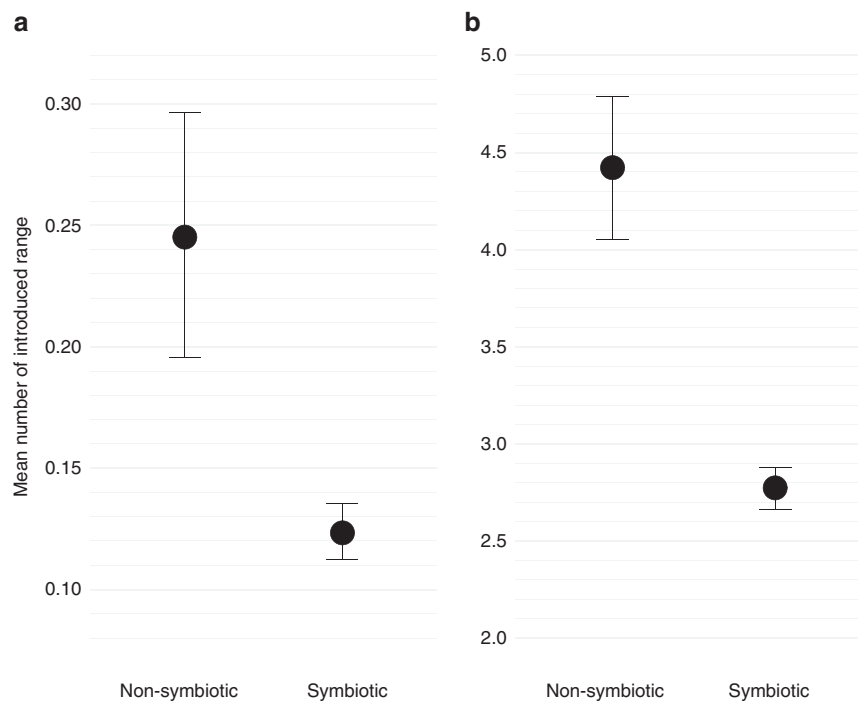 a
b
Mean number of introduced range
0.30
0.25
0.20
0.15
0.10
Non-symbiotic
Symbiotic
5.0
4.5
4.0
3.5
3.0
2.5
2.0
Non-symbiotic
Symbiotic